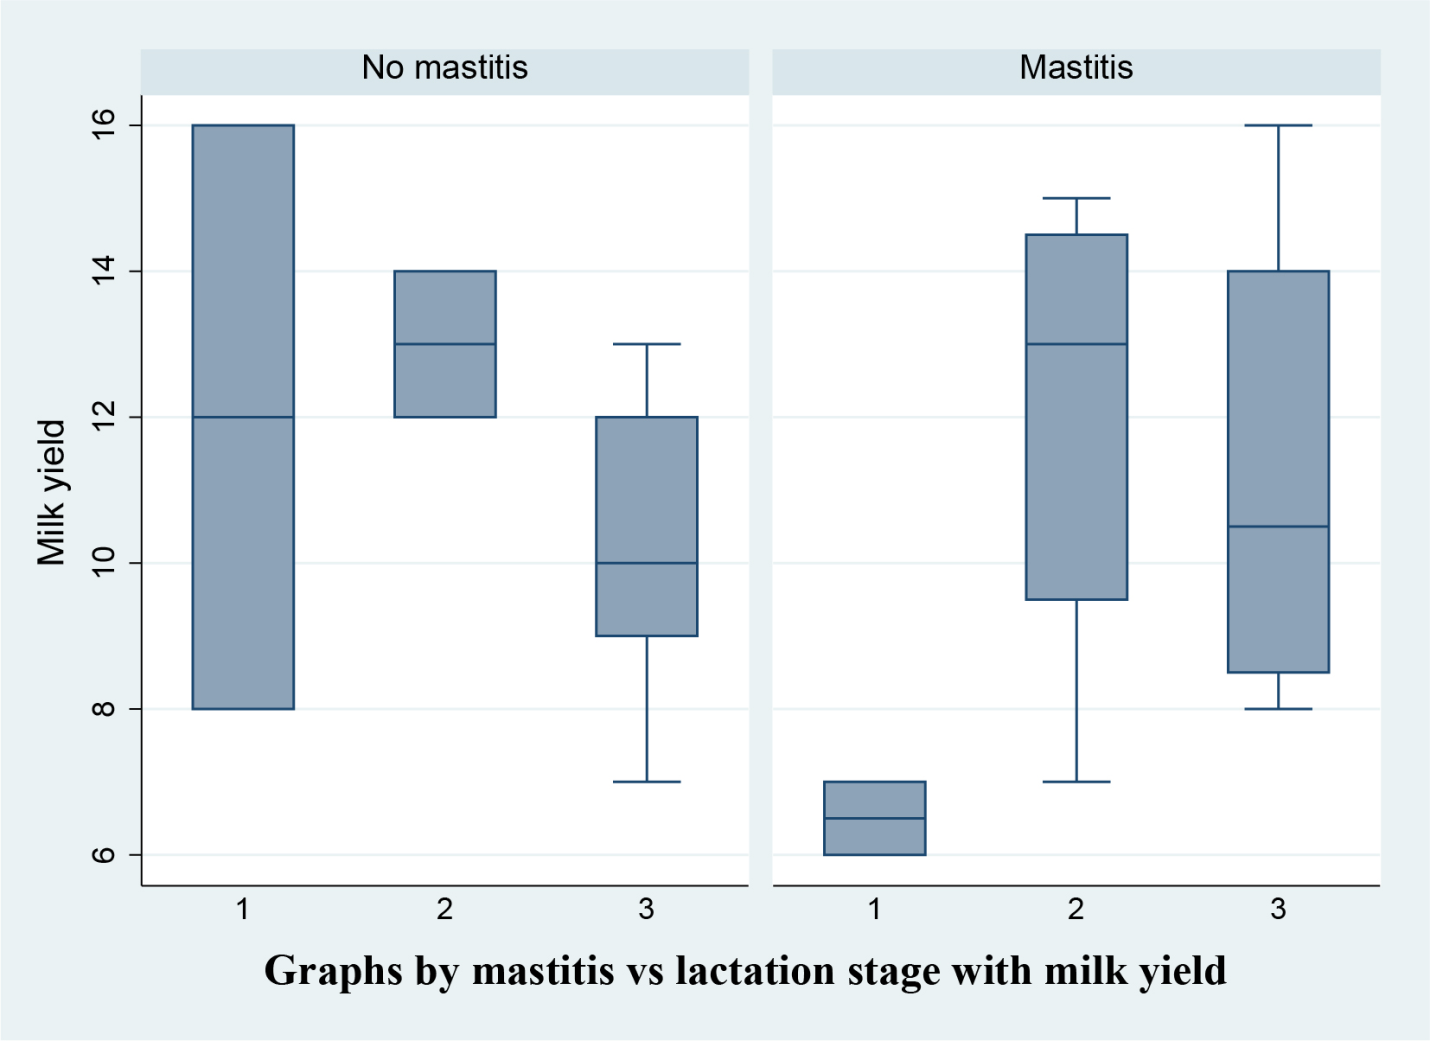 No mastitis
Mastitis
Milk yield
16
14
12
10
8
6
1 2 3
1 2 3
Graphs by mastitis vs lactation stage with milk yield